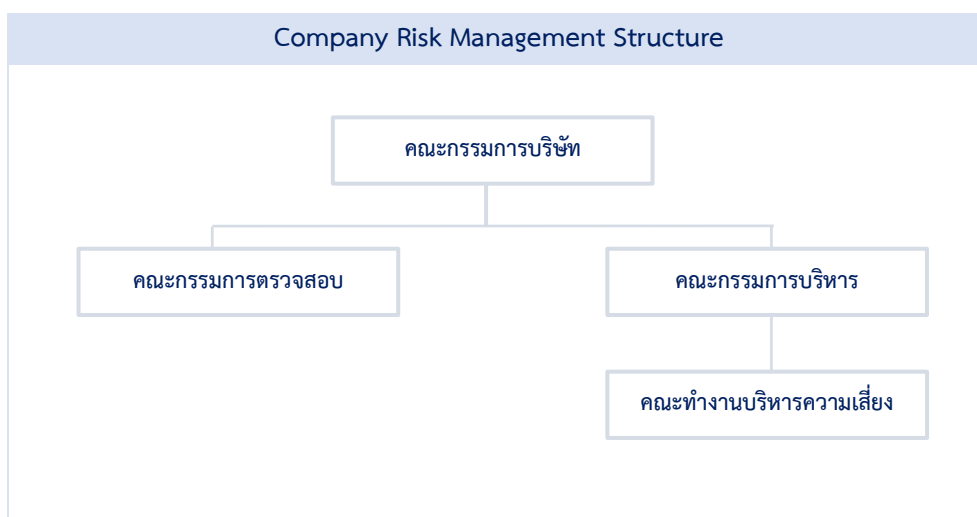 Company Risk Management Structure
คณะกรรมการบริษัท
คณะกรรมการตรวจสอบ
คณะกรรมการบริหาร
คณะทำงานบริหารความเสี่ยง